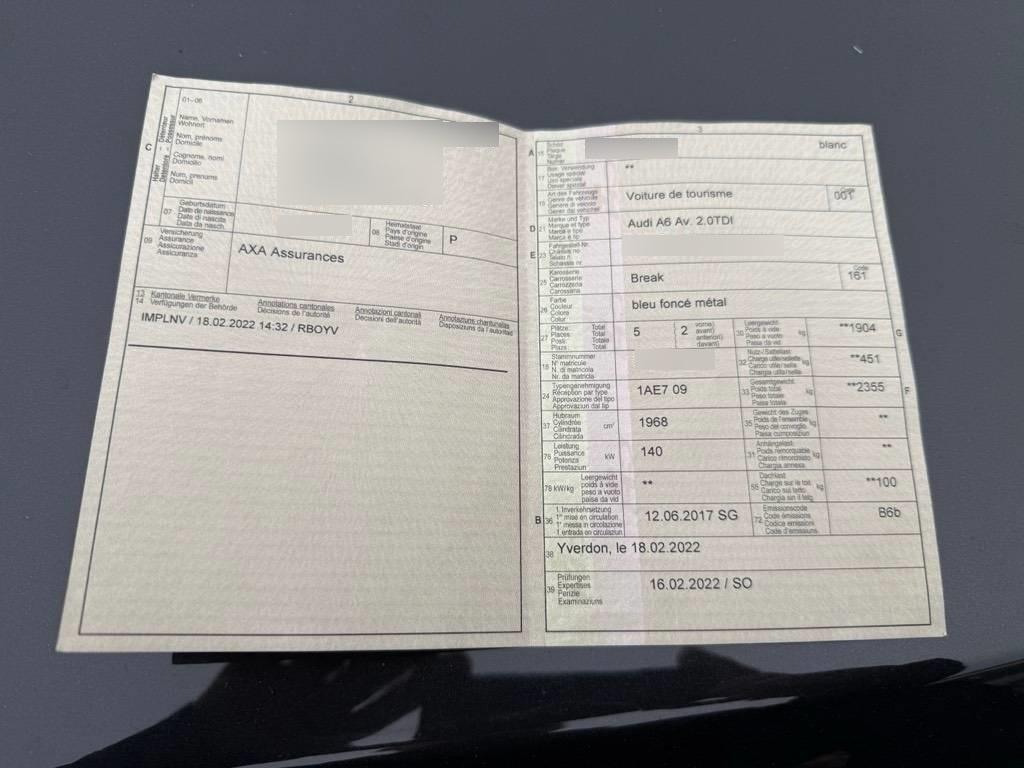 2
01-06
Name, Vornamen
Wohnort
Nom, prénoms
Domicile
Cognome, nomi
Domicilio
Num, prenums
Domicil
C
Halter Détenteur
Detentore Possessur
07
Geburtsdatum
Date de naissance
Data di nascita
Data da nasch.
08
Heimatstaat
Pays d'origine
Paese d'origine
Stadi d'origin
P
09
Versicherung
Assurance
Assicurazione
Assicuranza
AXA Assurances
13
14
Kantonale Vermerke
Verfügungen der Behörde
Annotations cantonales
Décisions de l'autorité
Annotazioni cantonali
Decisioni dell'autorità
Annotaziuns chantunalas
Disposiziuns da l'autoritad
IMPLNV / 18.02.2022 14:32 / RBOYV
3
A
15
Schild
Plaque
Targa
Numer
blanc
17
Bes. Verwendung
Usage spécial
Uso speciale
Diever spezial
**
19
Art des Fahrzeugs
Genre de véhicule
Genere di veicolo
Gener dal vehichel
Voiture de tourisme
001
D
21
Marke und Typ
Marque et type
Marca e tipo
Marca e tip
Audi A6 Av. 2.0TDI
E
23
Fahrgestell-Nr.
Châssis no
Telaio n.
Schassis nr.
25
Karosserie
Carrosserie
Carrozzeria
Carossaria
Break
Code
161
26
Farbe
Couleur
Colore
Colur
bleu foncé métal
27
Plätze: Total
Places: Total
Posti: Totale
Plazs: Total
5
2
vorne
avant
anteriori
davant
30
Leergewicht
Poids à vide
Peso a vuoto
Paisa da vid
kg
**1904
G
18
Stammnummer
N° matricule
N. di matricola
Nr. da matricla
32
Nutz-/Sattellast
Charge utile/sellette
Carico utile/sella
Chargia utila/sella
kg
**451
24
Typengenehmigung
Réception par type
Approvazione del tipo
Approvaziun dal tip
1AE7 09
33
Gesamtgewicht
Poids total
Peso totale
Paisa totala
kg
**2355
F
37
Hubraum
Cylindrée
Cilindrata
Cilindrada
cm³
1968
35
Gewicht des Zuges
Poids de l'ensemble
Peso del convoglio
Paisa cumposiziun
kg
**
76
Leistung
Puissance
Potenza
Prestaziun
kW
140
31
Anhängelast
Poids remorquable
Carico rimorchiato
Chargia annexa
kg
**
78 kW/kg
Leergewicht
poids à vide
peso a vuoto
paisa da vid
**
55
Dachlast
Charge sur le toit
Carico sul tetto
Chargia sin il tetg
kg
**100
B
36
1. Inverkehrsetzung
1re mise en circulation
1a messa in circolazione
1. entrada en circulaziun
12.06.2017 SG
72
Emissionscode
Code émissions
Codice emissioni
Code d'emissiuns
B6b
38
Yverdon, le 18.02.2022
39
Prüfungen
Expertises
Perizie
Examinaziuns
16.02.2022 / SO